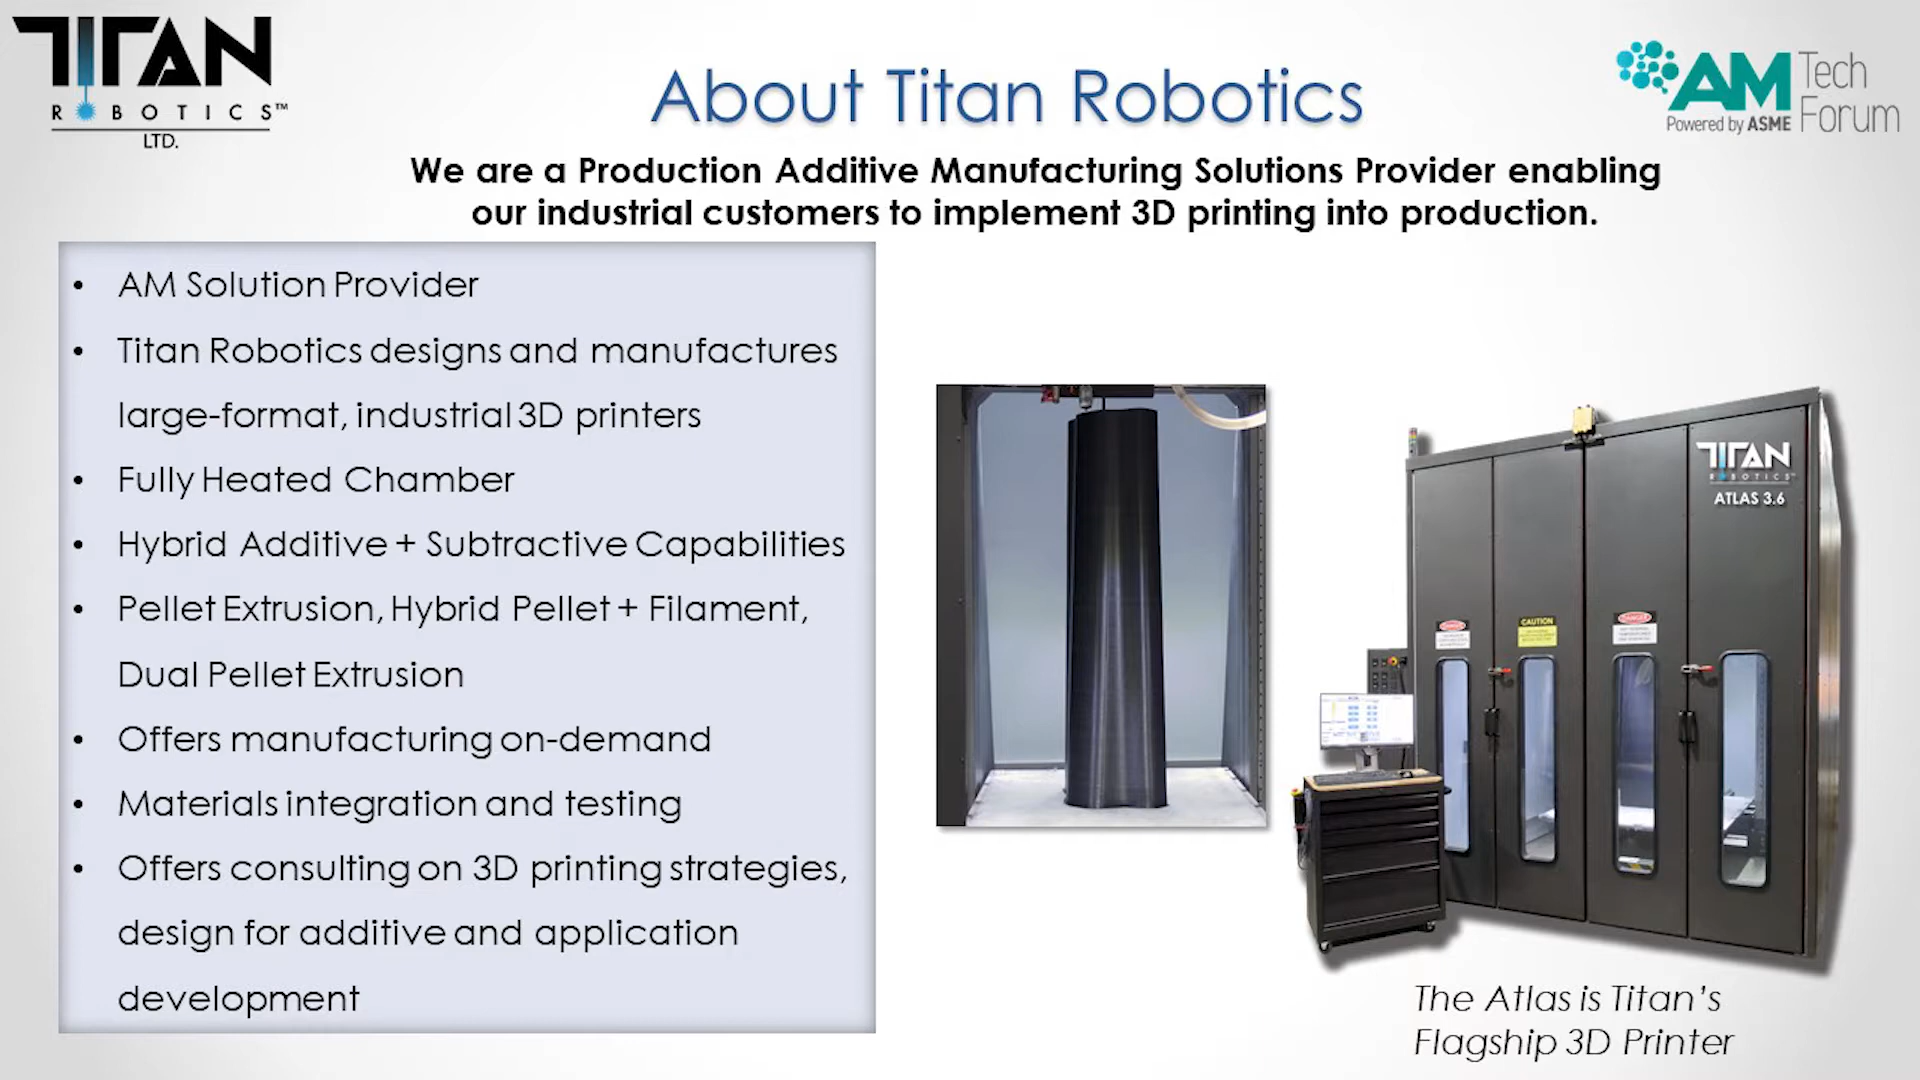 TITAN
ROBOTICS™
LTD.
About Titan Robotics
AM Tech
Forum
Powered by ASME
We are a Production Additive Manufacturing Solutions Provider enabling
our industrial customers to implement 3D printing into production.
• AM Solution Provider
• Titan Robotics designs and manufactures
large-format, industrial 3D printers
• Fully Heated Chamber
• Hybrid Additive + Subtractive Capabilities
• Pellet Extrusion, Hybrid Pellet + Filament,
Dual Pellet Extrusion
• Offers manufacturing on-demand
• Materials integration and testing
• Offers consulting on 3D printing strategies,
design for additive and application
development
TITAN
ROBOTICS
ATLAS 3.6
DANGER
CAUTION
DANGER
The Atlas is Titan's
Flagship 3D Printer